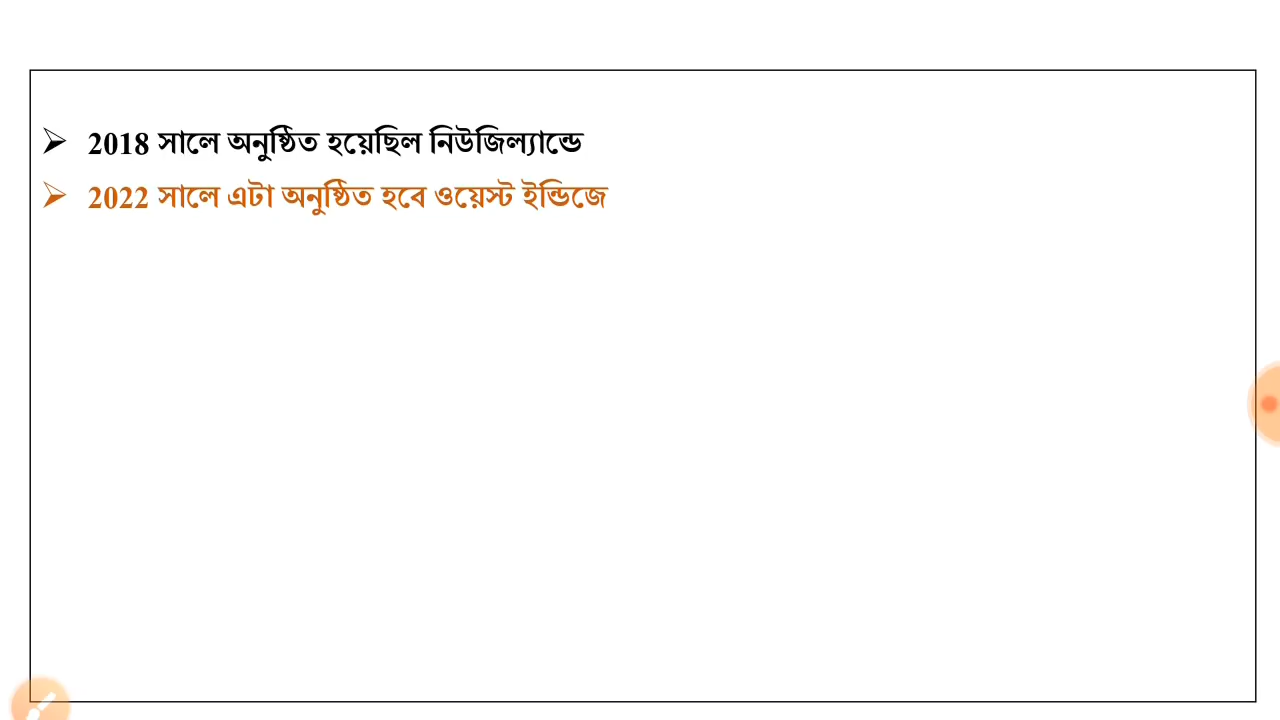 2018 সালে অনুষ্ঠিত হয়েছিল নিউজিল্যান্ডে
2022 সালে এটা অনুষ্ঠিত হবে ওয়েস্ট ইন্ডিজে